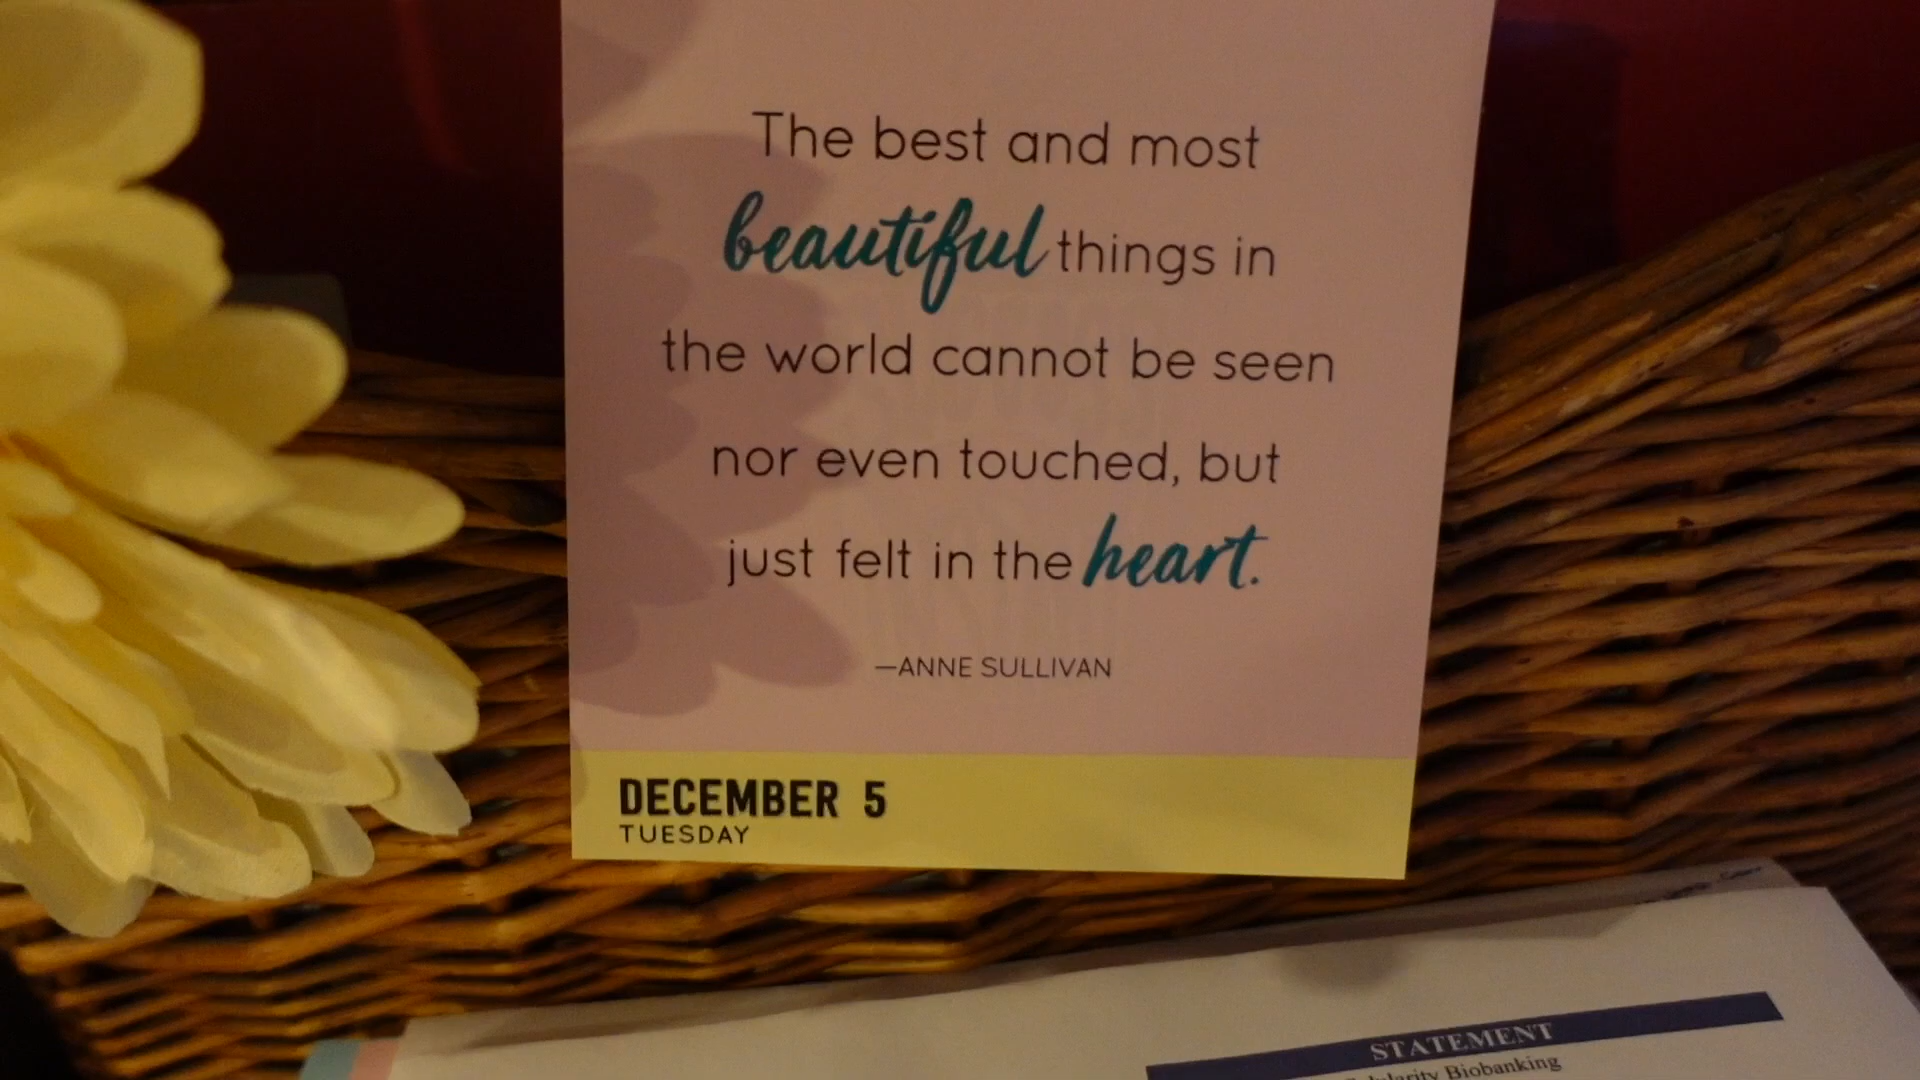 The best and most
beautiful things in
the world cannot be seen
nor even touched, but
just felt in the heart.
—ANNE SULLIVAN
DECEMBER 5
TUESDAY
STATEMENT
Biobanking